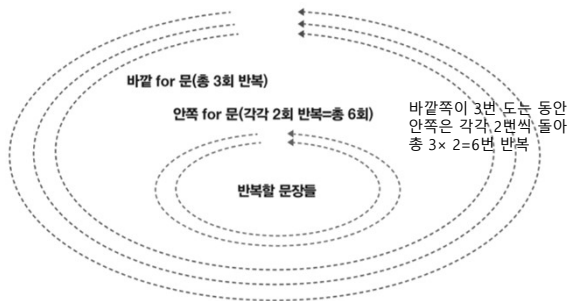 바깥 for 문(총 3회 반복)
안쪽 for 문(각각 2회 반복=총 6회)
바깥쪽이 3번 도는 동안
안쪽은 각각 2번씩 돌아
총 3× 2=6번 반복
반복할 문장들